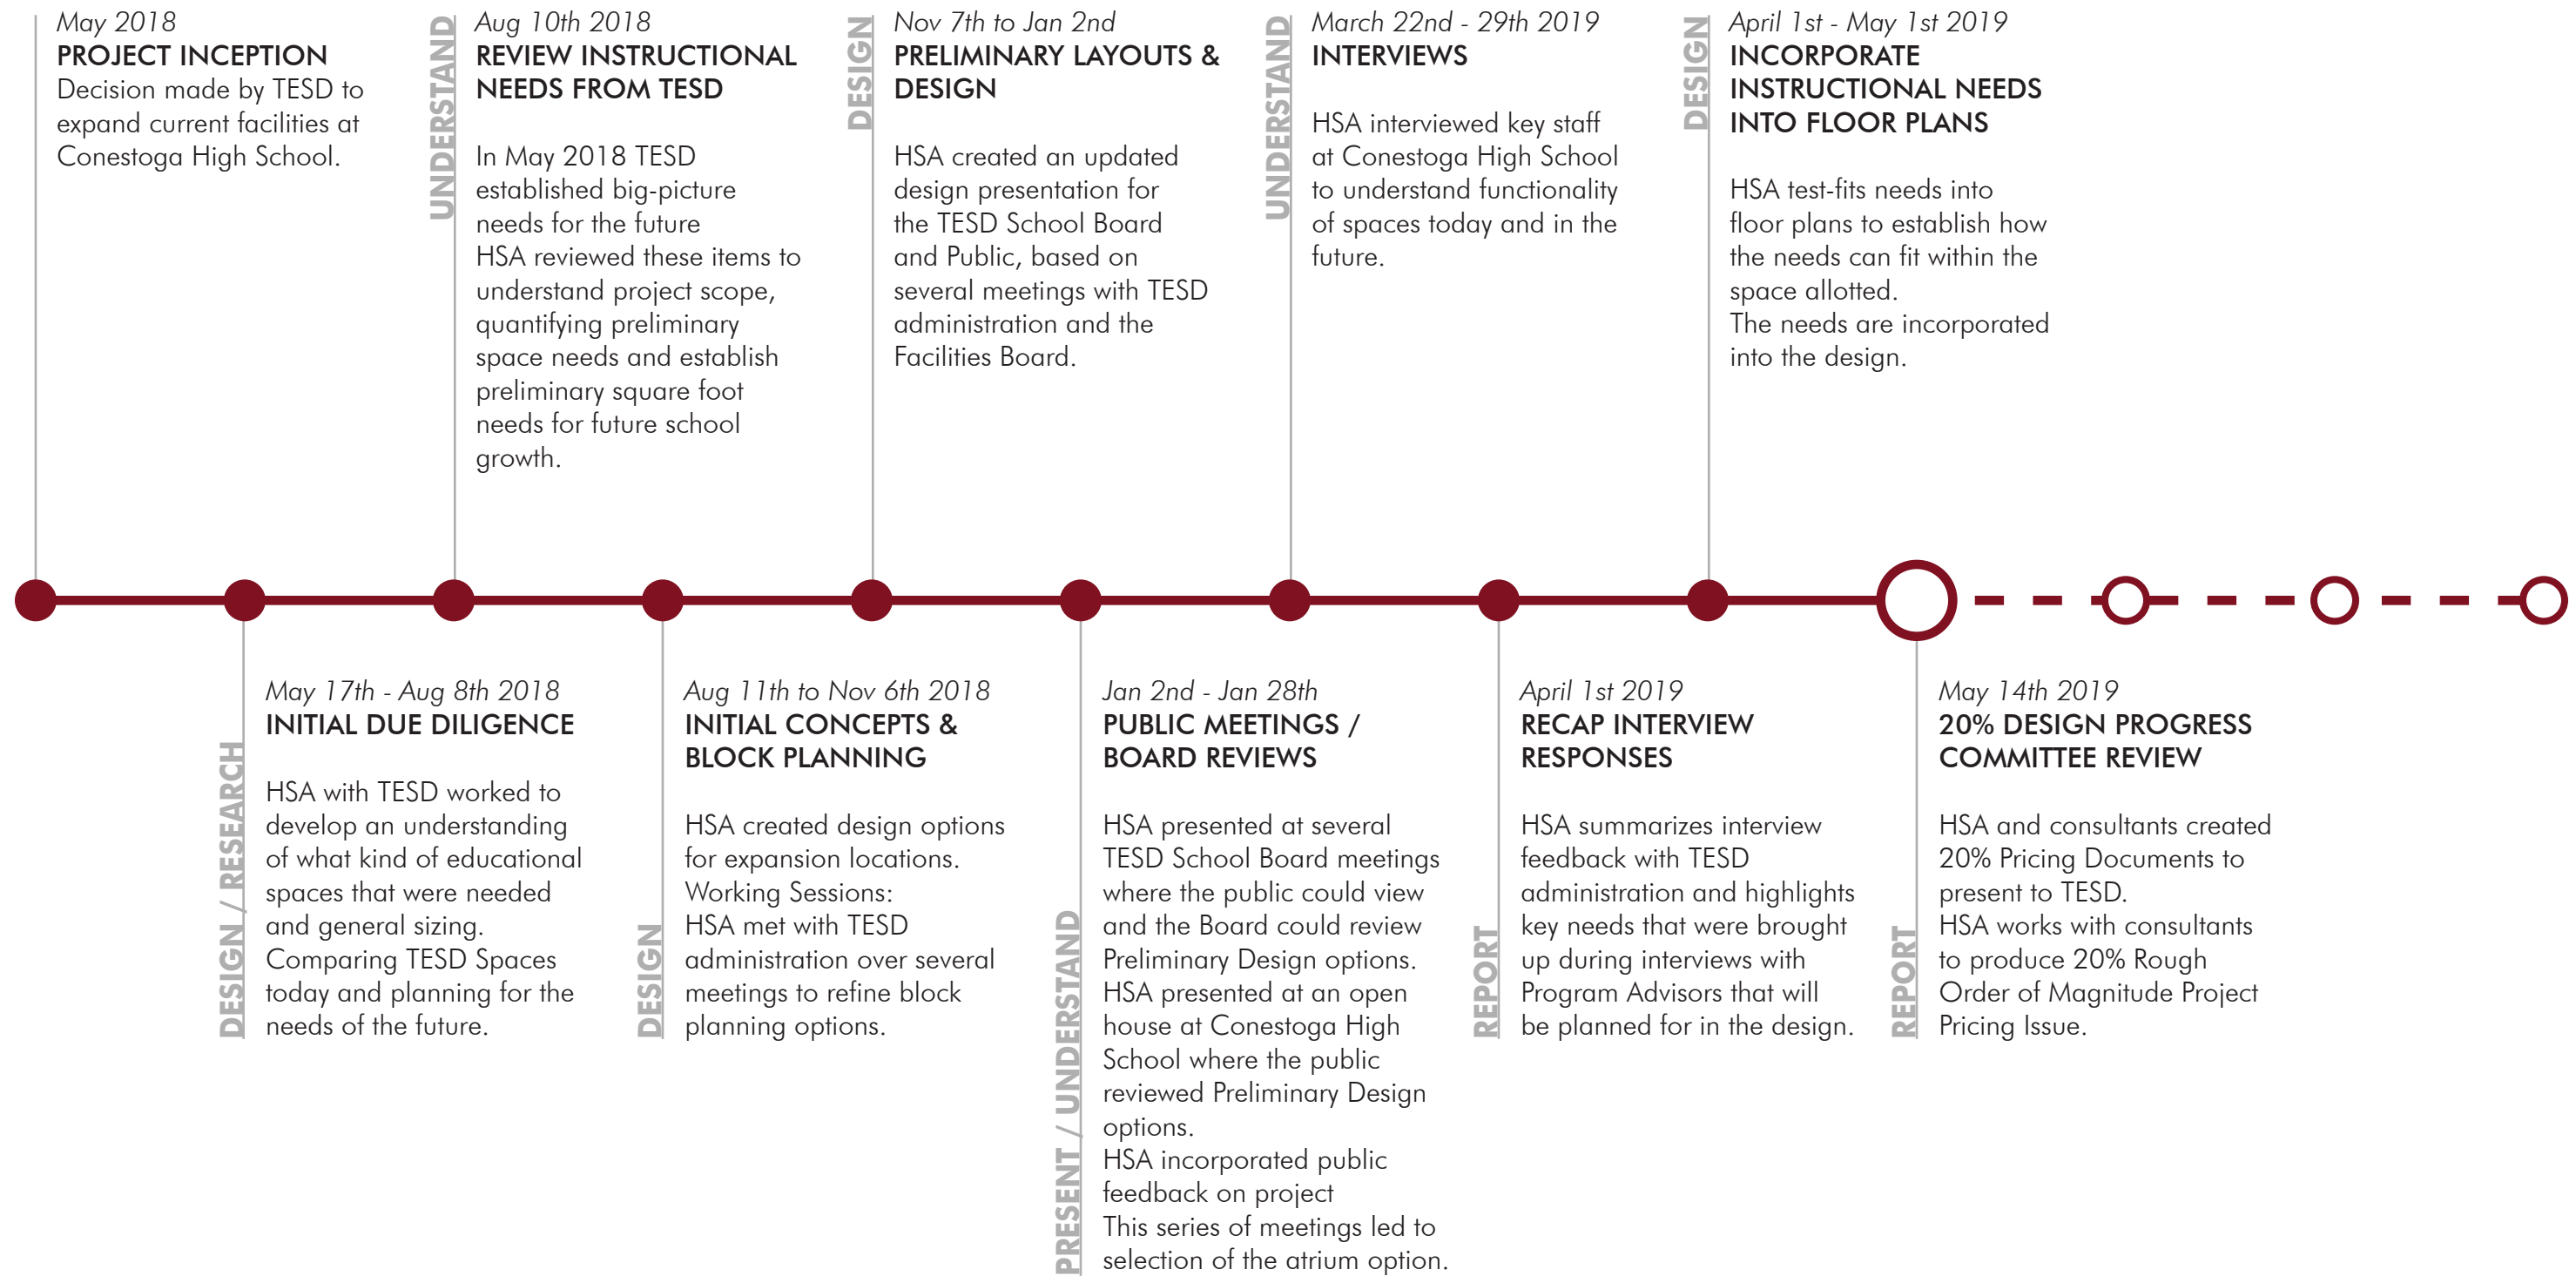 May 2018
PROJECT INCEPTION
Decision made by TESD to
expand current facilities at
Conestoga High School.
UNDERSTAND
Aug 10th 2018
REVIEW INSTRUCTIONAL
NEEDS FROM TESD
In May 2018 TESD
established big-picture
needs for the future
HSA reviewed these items to
understand project scope,
quantifying preliminary
space needs and establish
preliminary square foot
needs for future school
growth.
DESIGN
Nov 7th to Jan 2nd
PRELIMINARY LAYOUTS &
DESIGN
HSA created an updated
design presentation for
the TESD School Board
and Public, based on
several meetings with TESD
administration and the
Facilities Board.
UNDERSTAND
March 22nd - 29th 2019
INTERVIEWS
HSA interviewed key staff
at Conestoga High School
to understand functionality
of spaces today and in the
future.
DESIGN
April 1st - May 1st 2019
INCORPORATE
INSTRUCTIONAL NEEDS
INTO FLOOR PLANS
HSA test-fits needs into
floor plans to establish how
the needs can fit within the
space allotted.
The needs are incorporated
into the design.
DESIGN / RESEARCH
May 17th - Aug 8th 2018
INITIAL DUE DILIGENCE
HSA with TESD worked to
develop an understanding
of what kind of educational
spaces that were needed
and general sizing.
Comparing TESD Spaces
today and planning for the
needs of the future.
DESIGN
Aug 11th to Nov 6th 2018
INITIAL CONCEPTS &
BLOCK PLANNING
HSA created design options
for expansion locations.
Working Sessions:
HSA met with TESD
administration over several
meetings to refine block
planning options.
PRESENT / UNDERSTAND
Jan 2nd - Jan 28th
PUBLIC MEETINGS /
BOARD REVIEWS
HSA presented at several
TESD School Board meetings
where the public could view
and the Board could review
Preliminary Design options.
HSA presented at an open
house at Conestoga High
School where the public
reviewed Preliminary Design
options.
HSA incorporated public
feedback on project
This series of meetings led to
selection of the atrium option.
REPORT
April 1st 2019
RECAP INTERVIEW
RESPONSES
HSA summarizes interview
feedback with TESD
administration and highlights
key needs that were brought
up during interviews with
Program Advisors that will
be planned for in the design.
REPORT
May 14th 2019
20% DESIGN PROGRESS
COMMITTEE REVIEW
HSA and consultants created
20% Pricing Documents to
present to TESD.
HSA works with consultants
to produce 20% Rough
Order of Magnitude Project
Pricing Issue.